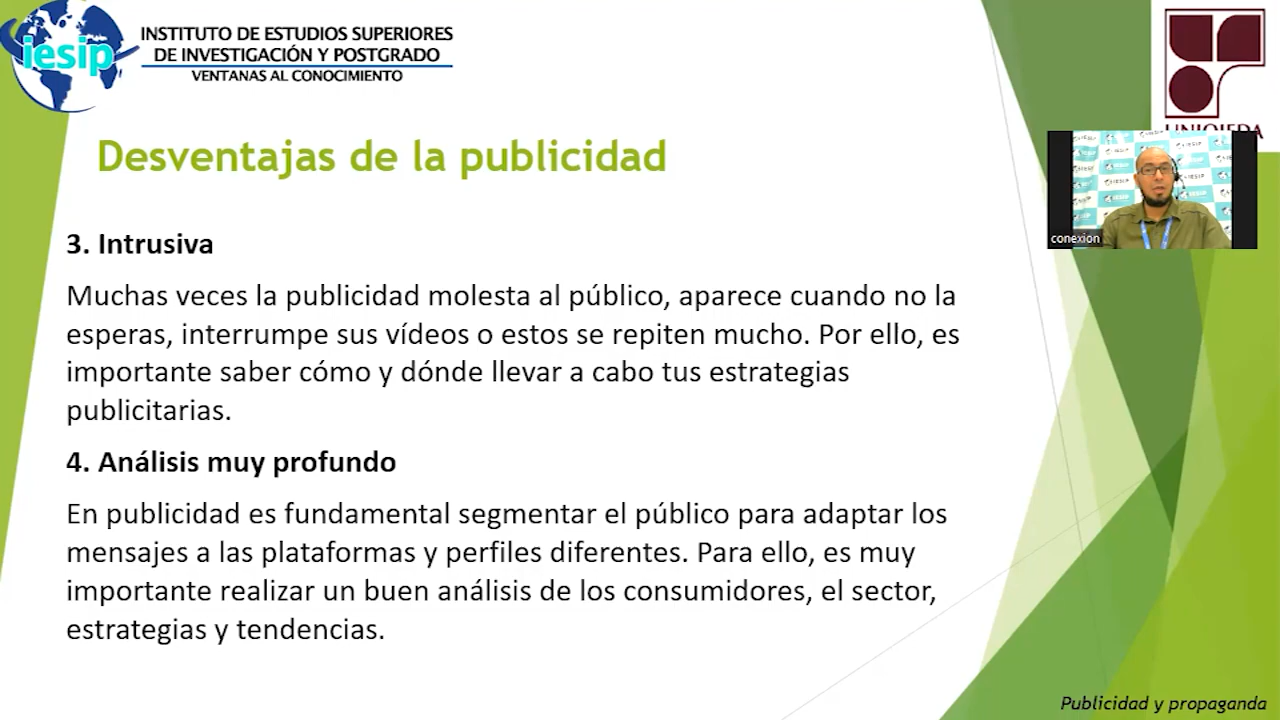 iesip
INSTITUTO DE ESTUDIOS SUPERIORES
DE INVESTIGACIÓN Y POSTGRADO
VENTANAS AL CONOCIMIENTO
Desventajas de la publicidad
conexion
3. Intrusiva
Muchas veces la publicidad molesta al público, aparece cuando no la
esperas, interrumpe sus vídeos o estos se repiten mucho. Por ello, es
importante saber cómo y dónde llevar a cabo tus estrategias
publicitarias.
4. Análisis muy profundo
En publicidad es fundamental segmentar el público para adaptar los
mensajes a las plataformas y perfiles diferentes. Para ello, es muy
importante realizar un buen análisis de los consumidores, el sector,
estrategias y tendencias.
Publicidad y propaganda